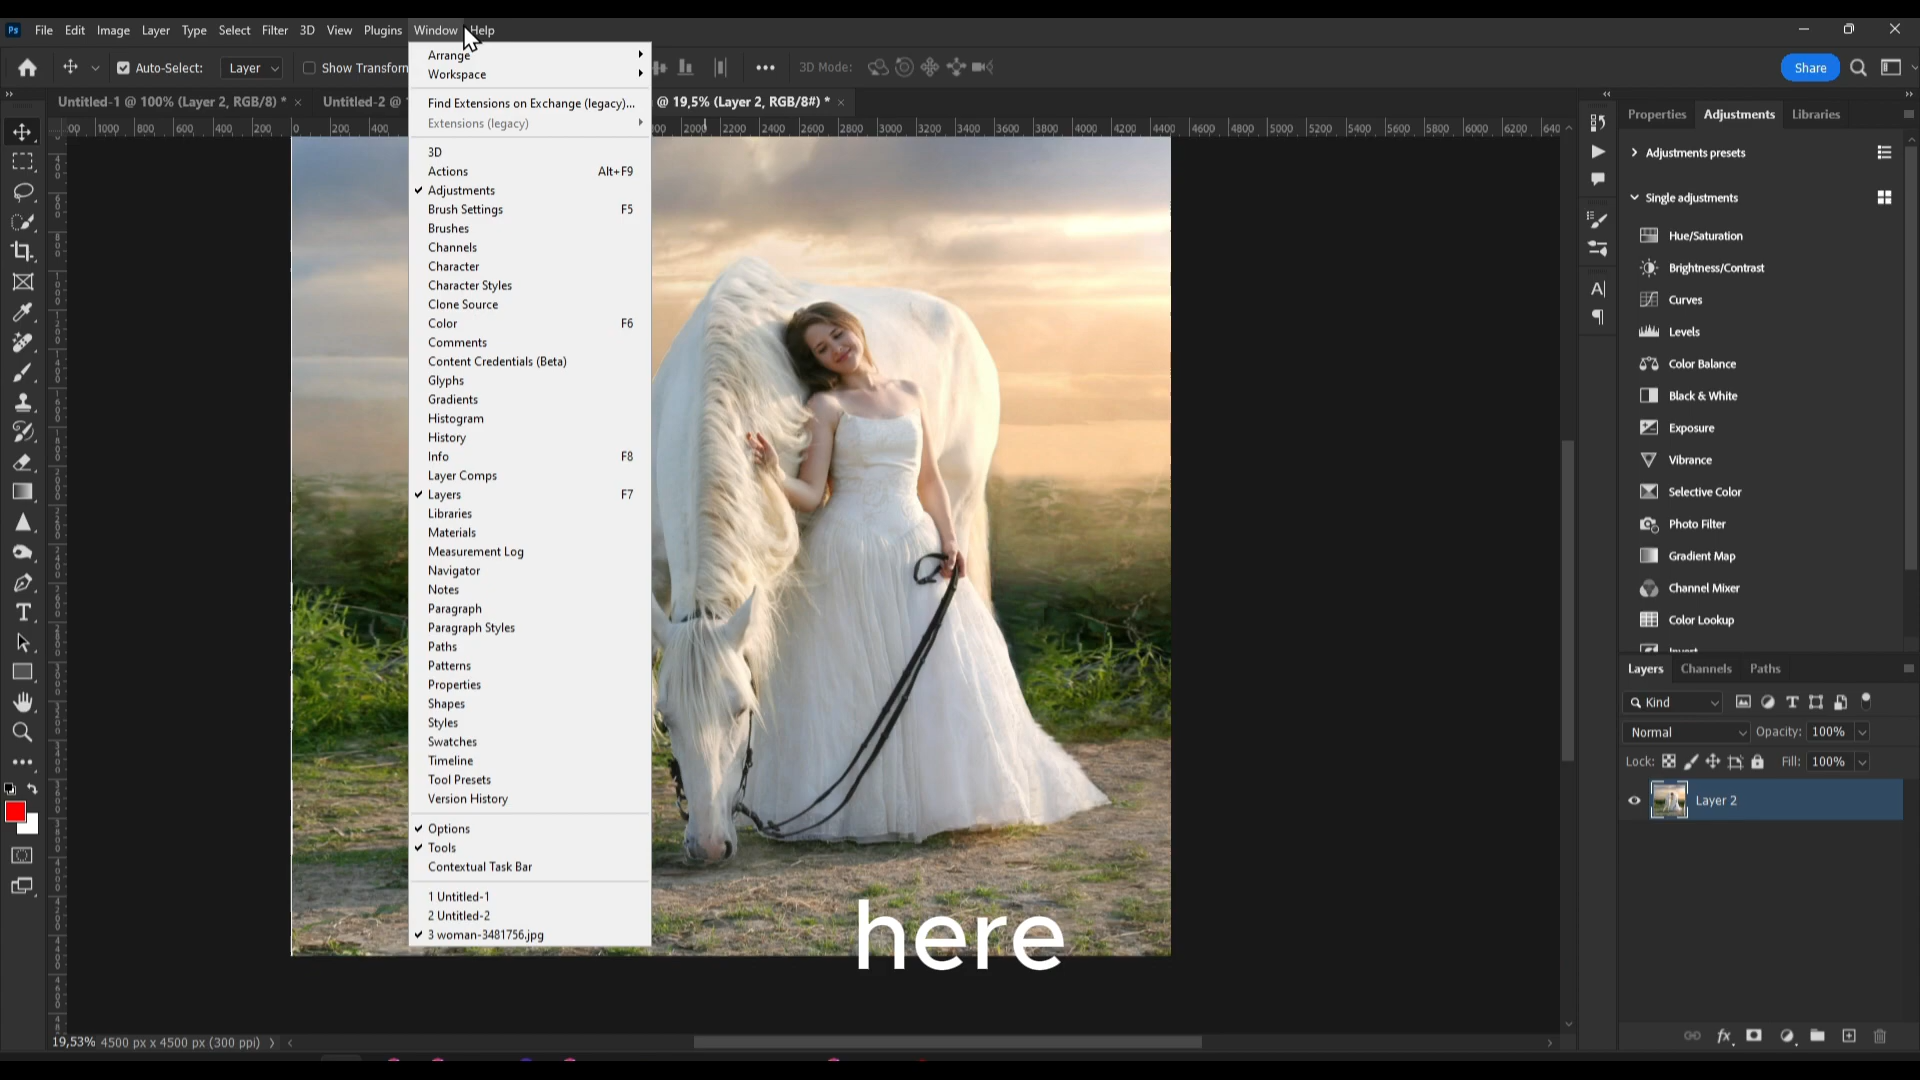 Ps File Edit Image Layer Type Select Filter 3D View Plugins Window Help
Auto-Select: Layer Show Transform 3D Mode: Share
Untitled-1 @ 100% (Layer 2, RGB/8) * × Untitled-2 @ @ 19,5% (Layer 2, RGB/8#) * ×
Arrange
Workspace
Find Extensions on Exchange (legacy)...
Extensions (legacy)
3D
Actions Alt+F9
Adjustments
Brush Settings F5
Brushes
Channels
Character
Character Styles
Clone Source
Color F6
Comments
Content Credentials (Beta)
Glyphs
Gradients
Histogram
History
Info F8
Layer Comps
Layers F7
Libraries
Materials
Measurement Log
Navigator
Notes
Paragraph
Paragraph Styles
Paths
Patterns
Properties
Shapes
Styles
Swatches
Timeline
Tool Presets
Version History
Options
Tools
Contextual Task Bar
1 Untitled-1
2 Untitled-2
3 woman-3481756.jpg
here
Properties Adjustments Libraries
Adjustments presets
Single adjustments
Hue/Saturation
Brightness/Contrast
Curves
Levels
Color Balance
Black & White
Exposure
Vibrance
Selective Color
Photo Filter
Gradient Map
Channel Mixer
Color Lookup
Invert
Layers Channels Paths
Kind
Normal Opacity: 100%
Lock: Fill: 100%
Layer 2
19,53% 4500 px x 4500 px (300 ppi)